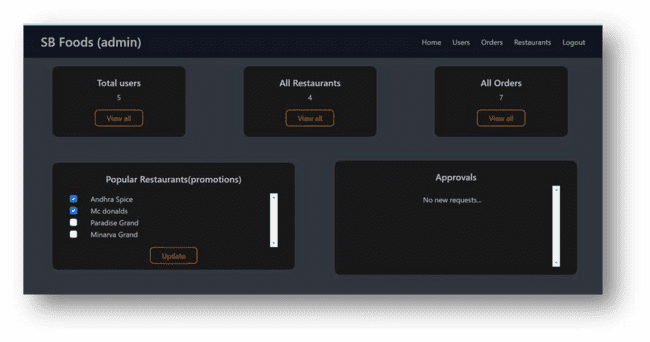 SB Foods (admin)
Home Users Orders Restaurants Logout
Total users
5
View all
All Restaurants
4
View all
All Orders
7
View all
Popular Restaurants(promotions)
Andhra Spice
Mc donalds
Paradise Grand
Minarva Grand
Update
Approvals
No new requests...